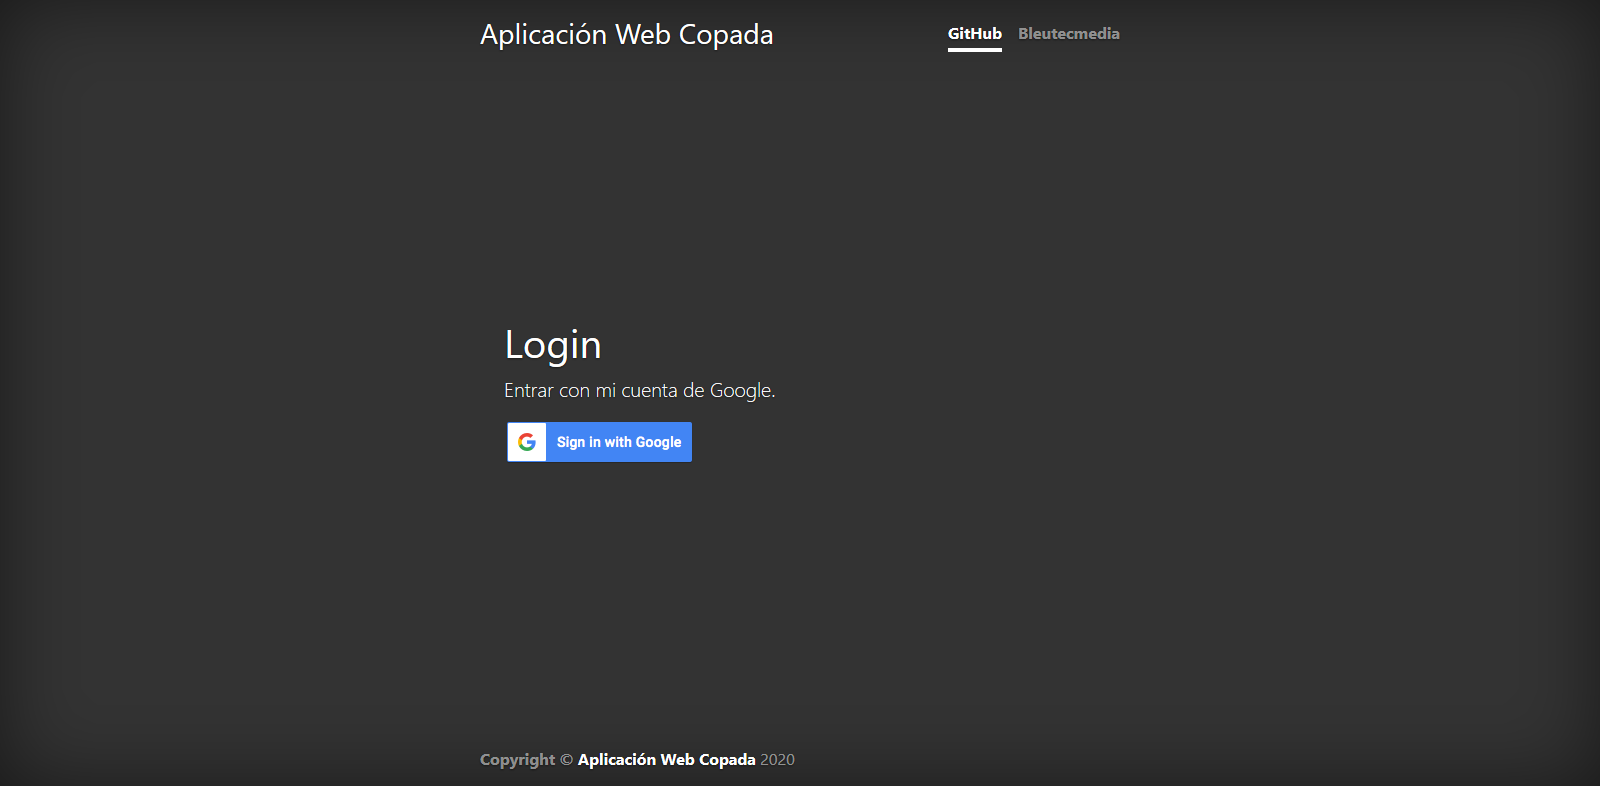 Aplicación Web Copada
GitHub Bleutecmedia
Login
Entrar con mi cuenta de Google.
Sign in with Google
Copyright © Aplicación Web Copada 2020